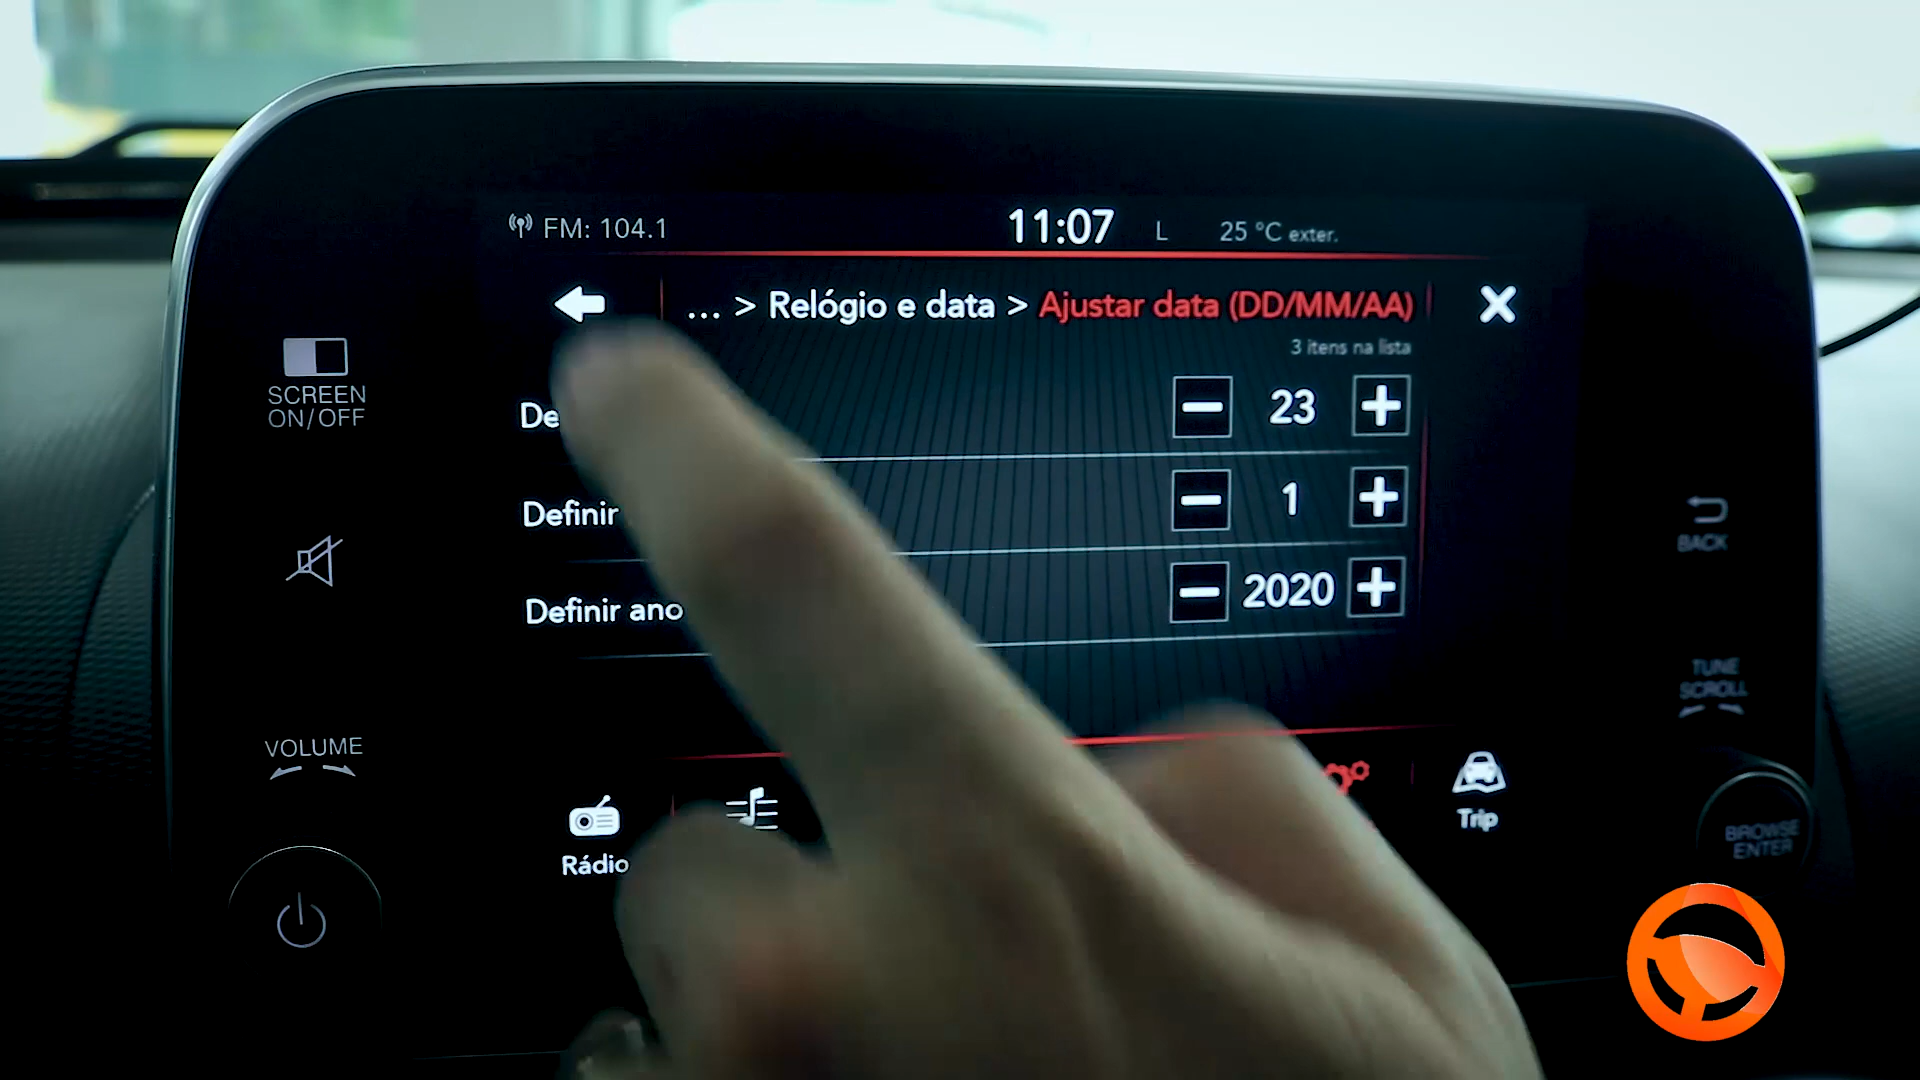 FM: 104.1 11:07 L 25 °C exter.
... > Relógio e data > Ajustar data (DD/MM/AA)
3 itens na lista
23
Definir 1
Definir ano 2020
SCREEN
ON/OFF
VOLUME
BACK
TUNE
SCROLL
BROWSE
ENTER
Rádio
Trip